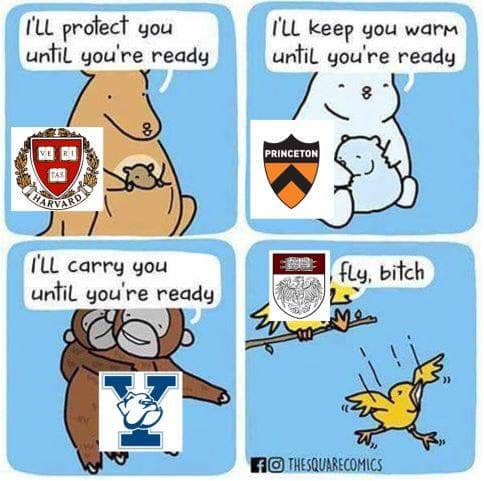 I'll protect you
until you're ready
VE RI
TAS
HARVARD
I'll keep you warm
until you're ready
PRINCETON
I'll carry you
until you're ready
Y
fly, bitch
THESQUARECOMICS